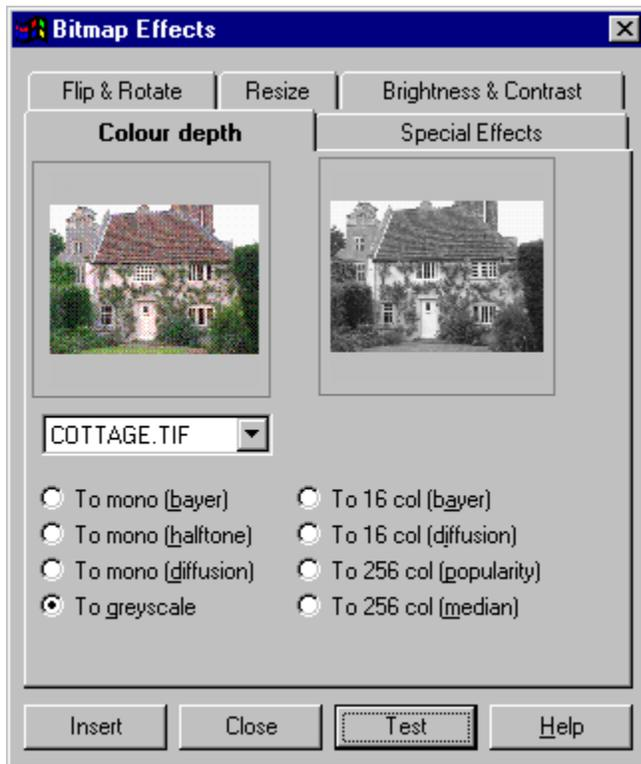 Bitmap Effects
Flip & Rotate Resize Brightness & Contrast
Colour depth Special Effects
COTTAGE.TIF
To mono (bayer) To 16 col (bayer)
To mono (halftone) To 16 col (diffusion)
To mono (diffusion) To 256 col (popularity)
To greyscale To 256 col (median)
Insert Close Test Help